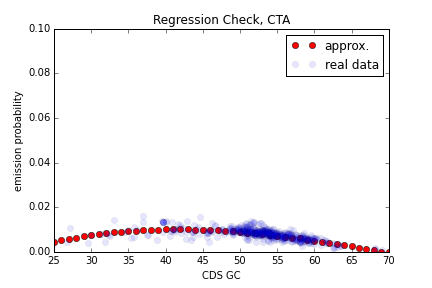 Regression Check, CTA
approx.
real data
emission probability
0.10
0.08
0.06
0.04
0.02
0.00
25 30 35 40 45 50 55 60 65 70
CDS GC